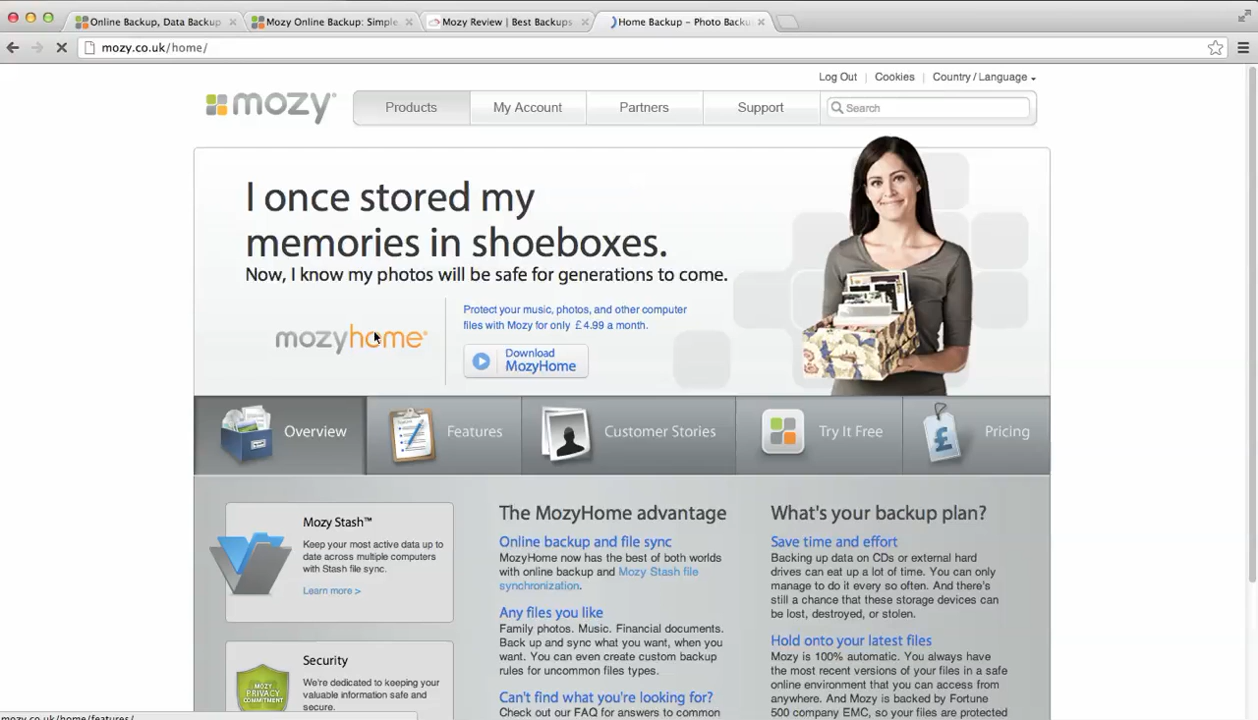 Online Backup, Data Backup
Mozy Online Backup: Simple,
Mozy Review | Best Backups
Home Backup – Photo Backu
mozy.co.uk/home/
Log Out
Cookies
Country / Language
mozy
Products
My Account
Partners
Support
Search
I once stored my
memories in shoeboxes.
Now, I know my photos will be safe for generations to come.
mozyhome
Protect your music, photos, and other computer
files with Mozy for only £4.99 a month.
Download
MozyHome
Overview
Features
Customer Stories
Try It Free
Pricing
Mozy Stash™
Keep your most active data up to
date across multiple computers
with Stash file sync.
Learn more >
Security
We're dedicated to keeping your
valuable information safe and
secure.
MOZY
PRIVACY
COMMITMENT
The MozyHome advantage
Online backup and file sync
MozyHome now has the best of both worlds
with online backup and Mozy Stash file
synchronization.
Any files you like
Family photos. Music. Financial documents.
Back up and sync what you want, when you
want. You can even create custom backup
rules for uncommon files types.
Can't find what you're looking for?
Check out our FAQ for answers to common
What's your backup plan?
Save time and effort
Backing up data on CDs or external hard
drives can eat up a lot of time. You can only
manage to do it every so often. And there's
still a chance that these storage devices can
be lost, destroyed, or stolen.
Hold onto your latest files
Mozy is 100% automatic. You always have
the most recent versions of your files in a safe
online environment that you can access from
anywhere. And Mozy is backed by Fortune
500 company EMC, so your files are protected
mozy.co.uk/home/features/